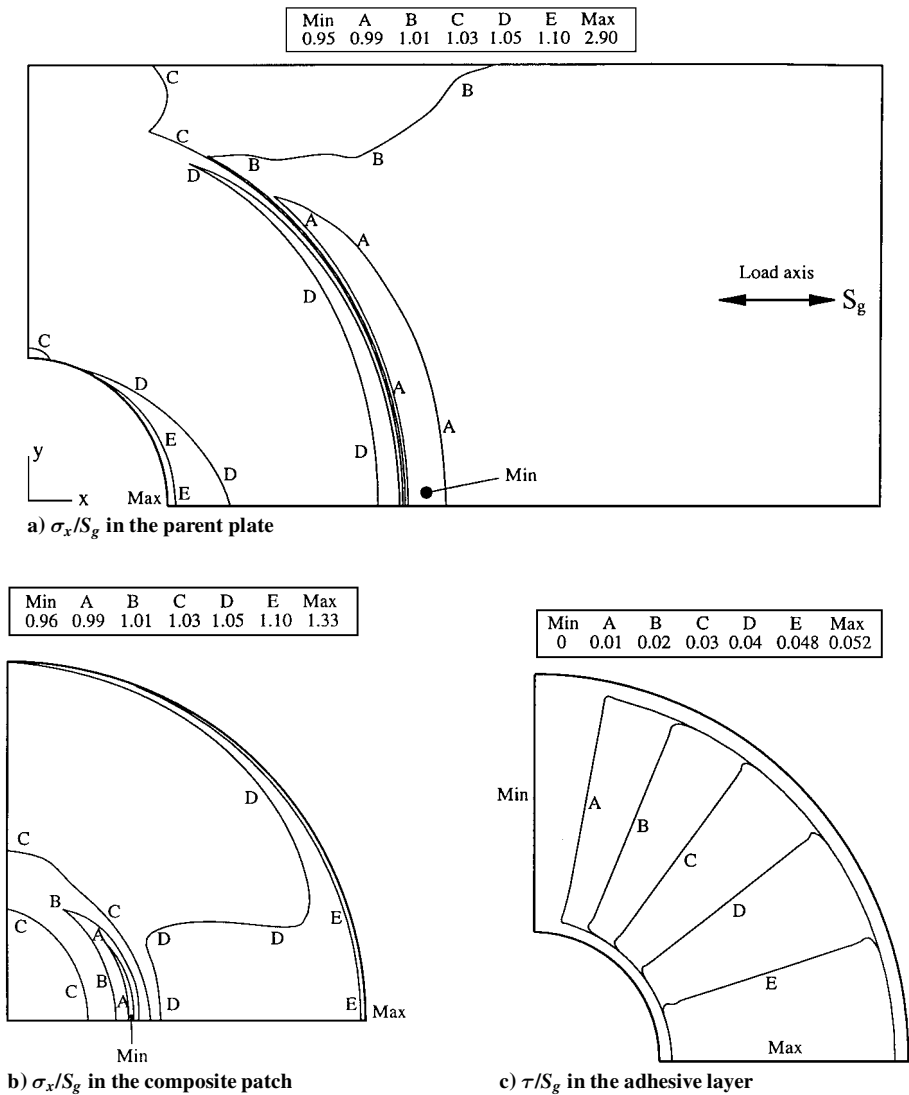 Min A B C D E Max
0.95 0.99 1.01 1.03 1.05 1.10 2.90
C
B
C
B
B
D
A
A
Load axis
D
S_g
C
D
A
A
E
D
D
y
Min
x
Max
E
a) σ_x/S_g in the parent plate
Min A B C D E Max
0.96 0.99 1.01 1.03 1.05 1.10 1.33
Min A B C D E Max
0 0.01 0.02 0.03 0.04 0.048 0.052
D
C
B
C
C
A
D
D
E
C
B
A
D
E
Max
Min
b) σ_x/S_g in the composite patch
Min
A
B
C
D
E
Max
c) τ/S_g in the adhesive layer